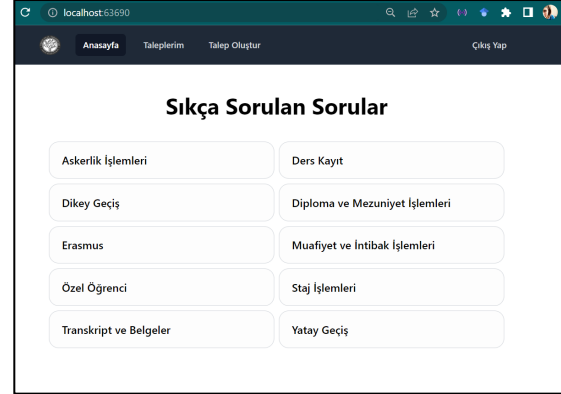 localhost:63690
Anasayfa Taleplerim Talep Oluştur Çıkış Yap
Sıkça Sorulan Sorular
Askerlik İşlemleri Ders Kayıt
Dikey Geçiş Diploma ve Mezuniyet İşlemleri
Erasmus Muafiyet ve İntibak İşlemleri
Özel Öğrenci Staj İşlemleri
Transkript ve Belgeler Yatay Geçiş